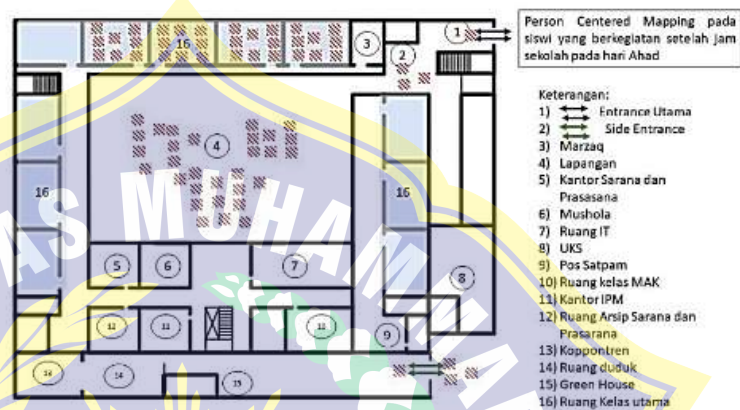 Person Centered Mapping pada
siswi yang berkegiatan setelah jam
sekolah pada hari Ahad
Keterangan:
1) Entrance Utama
2) Side Entrance
3) Marzaq
4) Lapangan
5) Kantor Sarana dan
Prasasana
6) Mushola
7) Ruang IT
8) UKS
9) Pos Satpam
10) Ruang kelas MAK
11) Kantor IPM
12) Ruang Arsip Sarana dan
Prasarana
13) Koppontren
14) Ruang duduk
15) Green House
16) Ruang Kelas utama
1
16
3
2
4
16
16
5
6
7
8
12
11
12
9
13
14
15
AS MUHAMM